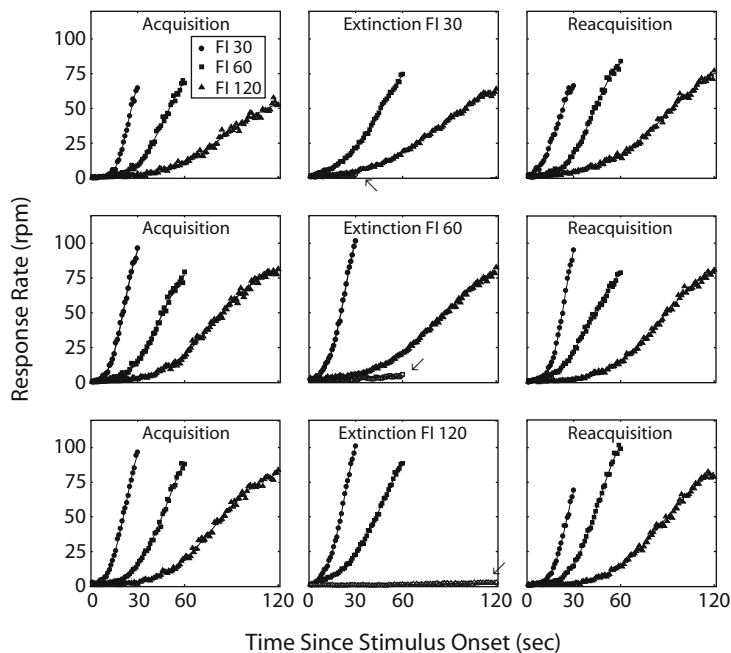 Acquisition
Extinction FI 30
Reacquisition
FI 30
FI 60
FI 120
100
75
50
25
0
Acquisition
Extinction FI 60
Reacquisition
100
75
50
25
0
Acquisition
Extinction FI 120
Reacquisition
100
75
50
25
0
0 30 60 120
0 30 60 120
0 30 60 120
Response Rate (rpm)
Time Since Stimulus Onset (sec)